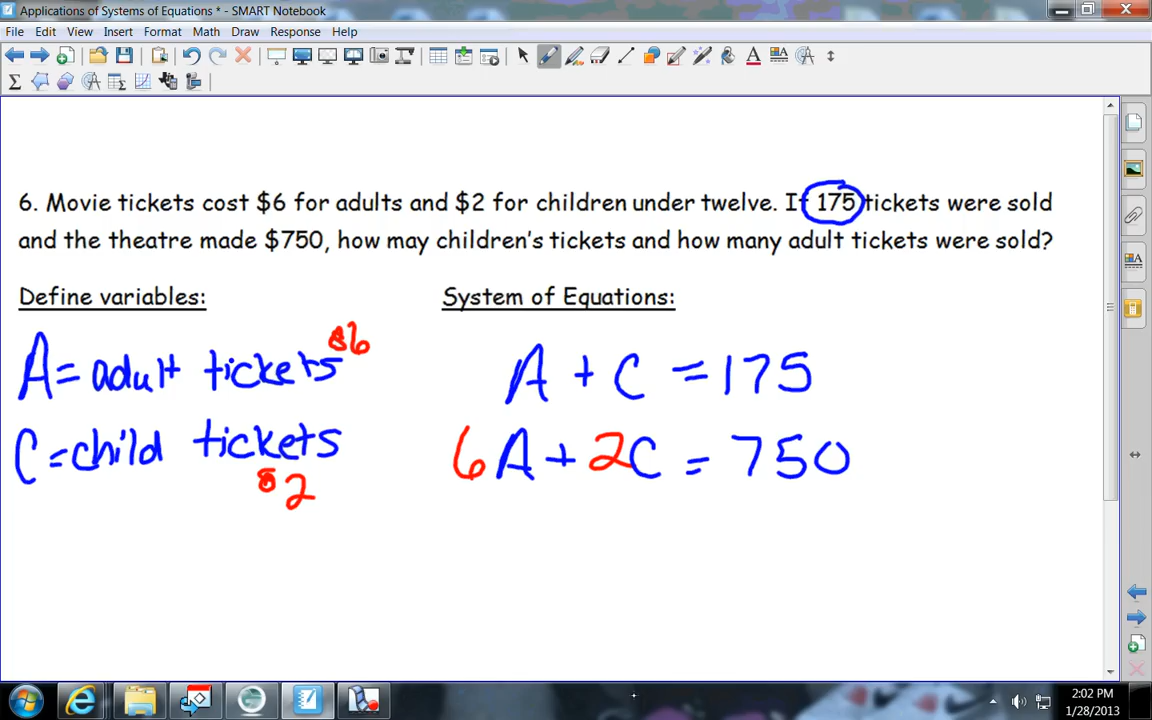 Applications of Systems of Equations * - SMART Notebook
File Edit View Insert Format Math Draw Response Help
6. Movie tickets cost $6 for adults and $2 for children under twelve. If 175 tickets were sold
and the theatre made $750, how may children's tickets and how many adult tickets were sold?
Define variables:
System of Equations:
A = adult tickets $6
A + C = 175
C = child tickets
$2
6A + 2C = 750
2:02 PM
1/28/2013